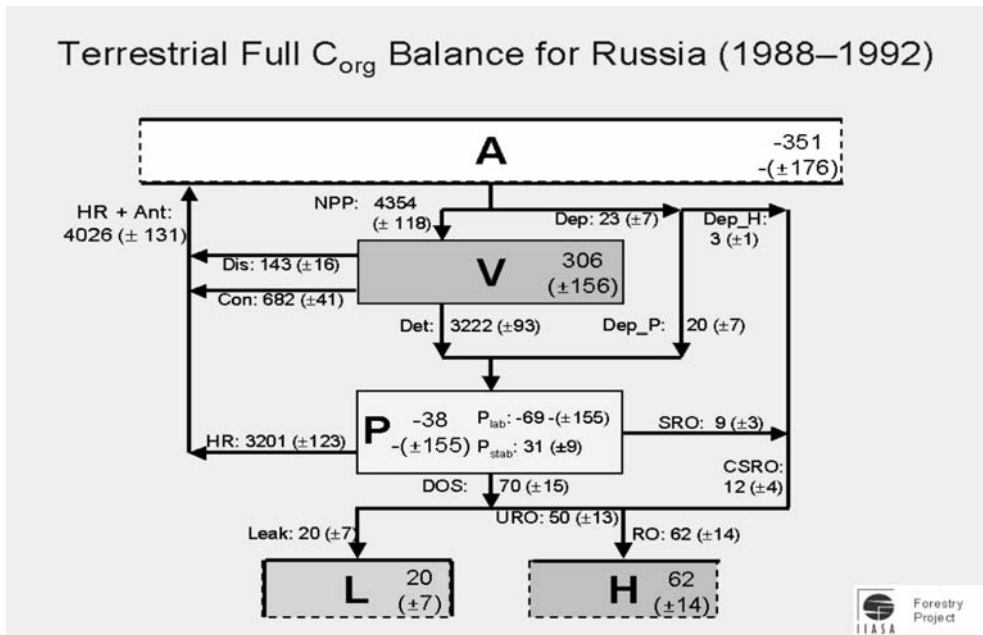 Terrestrial Full Corg Balance for Russia (1988–1992)
A
-351
-(±176)
HR + Ant:
4026 (± 131)
NPP: 4354
(± 118)
Dep: 23 (±7)
Dep_H:
3 (±1)
Dis: 143 (±16)
V
306
(±156)
Con: 682 (±41)
Det: 3222 (±93)
Dep_P: 20 (±7)
P
-38
-(±155)
Plab: -69 -(±155)
Pstab: 31 (±9)
SRO: 9 (±3)
HR: 3201 (±123)
CSRO:
12 (±4)
DOS: 70 (±15)
URO: 50 (±13)
Leak: 20 (±7)
RO: 62 (±14)
L
20
(±7)
H
62
(±14)
IIASA
Forestry
Project